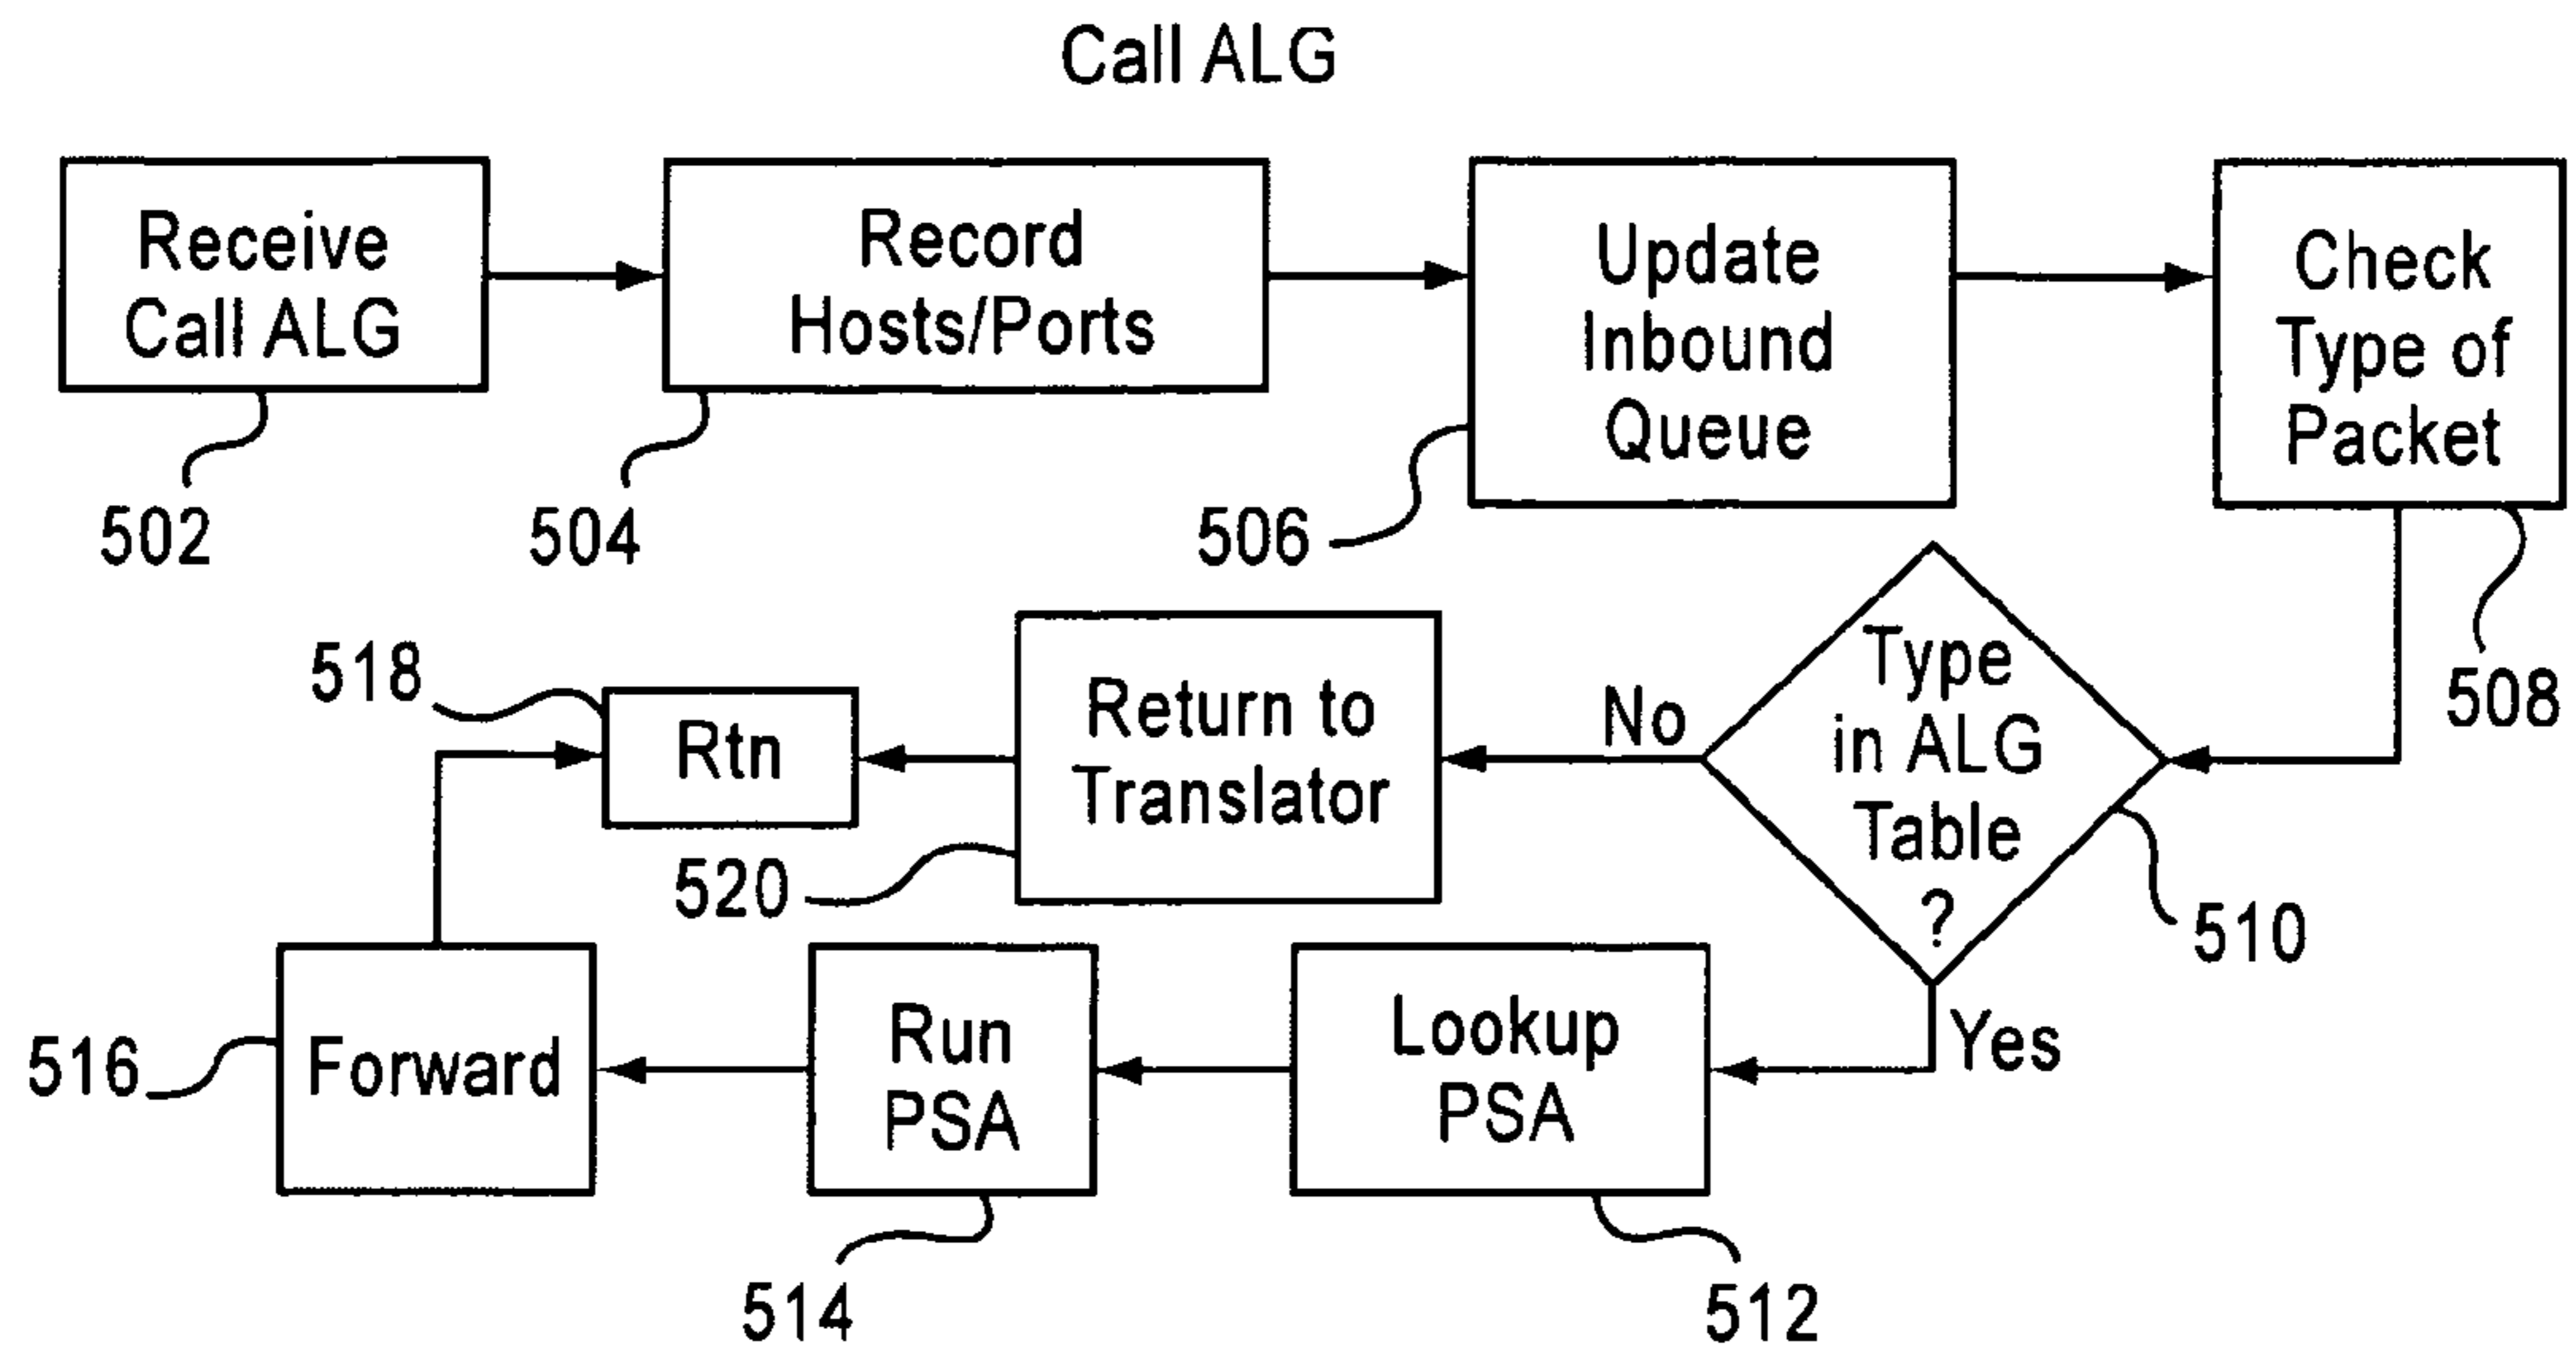 Call ALG
Receive
Call ALG
Record
Hosts/Ports
Update
Inbound
Queue
Check
Type of
Packet
502
504
506
508
518
Rtn
Return to
Translator
520
No
Type
in ALG
Table
?
510
Yes
516
Forward
Run
PSA
Lookup
PSA
514
512